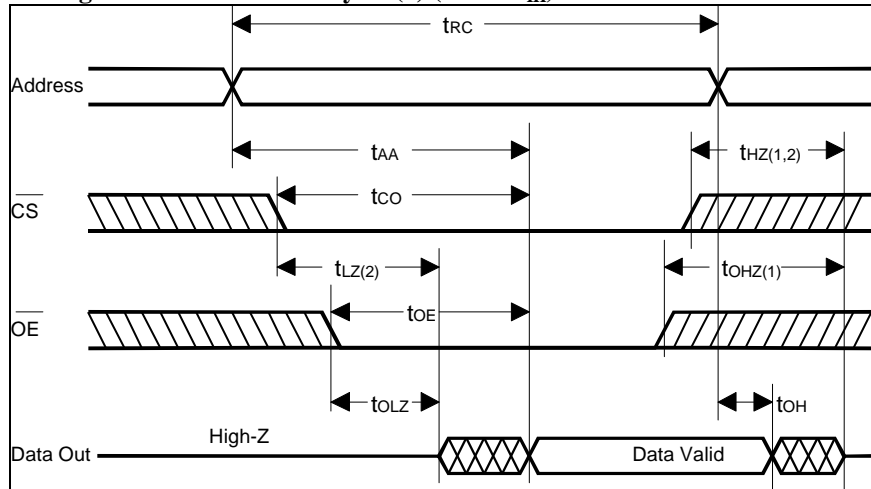 tRC
Address
tAA
tHZ(1,2)
CS
tCO
tLZ(2)
tOHZ(1)
OE
tOE
tOLZ
tOH
High-Z
Data Out
Data Valid